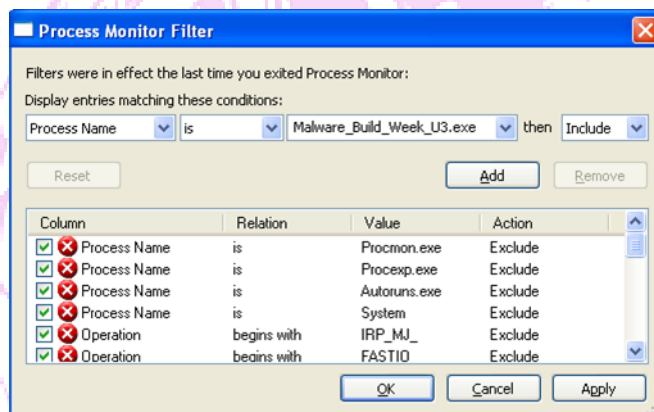 Process Monitor Filter
Filters were in effect the last time you exited Process Monitor:
Display entries matching these conditions:
Process Name is Malware_Build_Week_U3.exe then Include
Reset Add Remove
Column Relation Value Action
Process Name is Procmon.exe Exclude
Process Name is Procexp.exe Exclude
Process Name is Autoruns.exe Exclude
Process Name is System Exclude
Operation begins with IRP_MJ_ Exclude
Operation begins with FASTIO Exclude
OK Cancel Apply